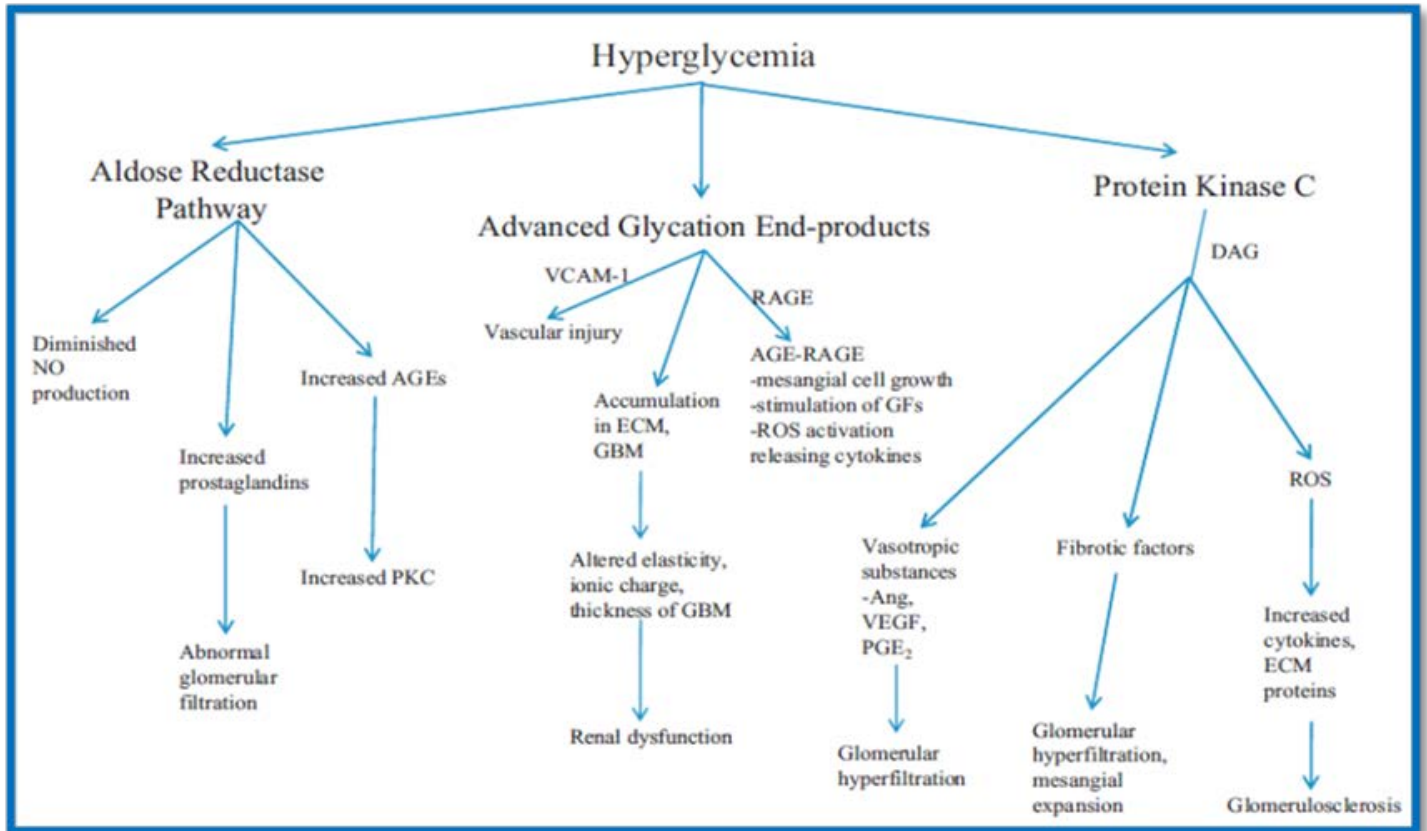 Hyperglycemia
Aldose Reductase
Pathway
Advanced Glycation End-products
Protein Kinase C
VCAM-1
RAGE
DAG
Diminished
NO
production
Increased
prostaglandins
Abnormal
glomerular
filtration
Increased AGEs
Increased PKC
Vascular injury
Accumulation
in ECM,
GBM
Altered elasticity,
ionic charge,
thickness of GBM
Renal dysfunction
AGE-RAGE
-mesangial cell growth
-stimulation of GFs
-ROS activation
releasing cytokines
Vasotropic
substances
-Ang,
VEGF,
PGE₂
Glomerular
hyperfiltration
Fibrotic factors
Glomerular
hyperfiltration,
mesangial
expansion
ROS
Increased
cytokines,
ECM
proteins
Glomerulosclerosis